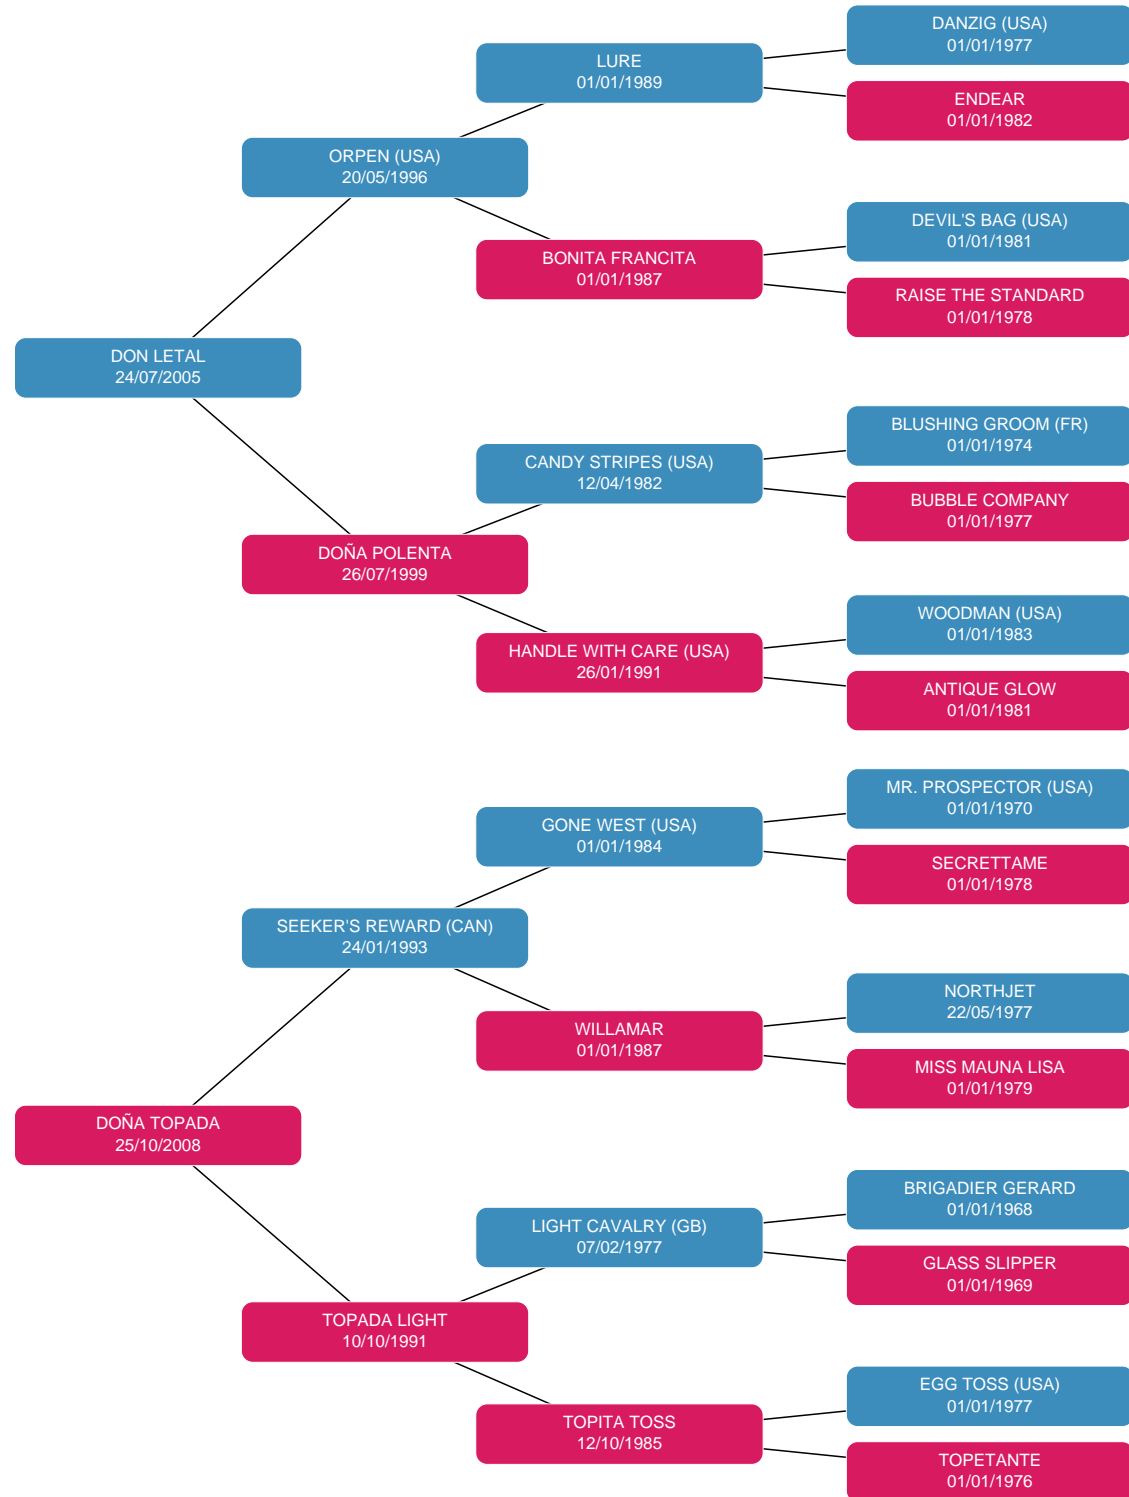 DANZIG (USA)
01/01/1977
LURE
01/01/1989
ENDEAR
01/01/1982
ORPEN (USA)
20/05/1996
DEVIL'S BAG (USA)
01/01/1981
BONITA FRANCITA
01/01/1987
RAISE THE STANDARD
01/01/1978
DON LETAL
24/07/2005
BLUSHING GROOM (FR)
01/01/1974
CANDY STRIPES (USA)
12/04/1982
BUBBLE COMPANY
01/01/1977
DOÑA POLENTA
26/07/1999
WOODMAN (USA)
01/01/1983
HANDLE WITH CARE (USA)
26/01/1991
ANTIQUE GLOW
01/01/1981
MR. PROSPECTOR (USA)
01/01/1970
GONE WEST (USA)
01/01/1984
SECRETTAME
01/01/1978
SEEKER'S REWARD (CAN)
24/01/1993
NORTHJET
22/05/1977
WILLAMAR
01/01/1987
MISS MAUNA LISA
01/01/1979
DOÑA TOPADA
25/10/2008
BRIGADIER GERARD
01/01/1968
LIGHT CAVALRY (GB)
07/02/1977
GLASS SLIPPER
01/01/1969
TOPADA LIGHT
10/10/1991
EGG TOSS (USA)
01/01/1977
TOPITA TOSS
12/10/1985
TOPETANTE
01/01/1976